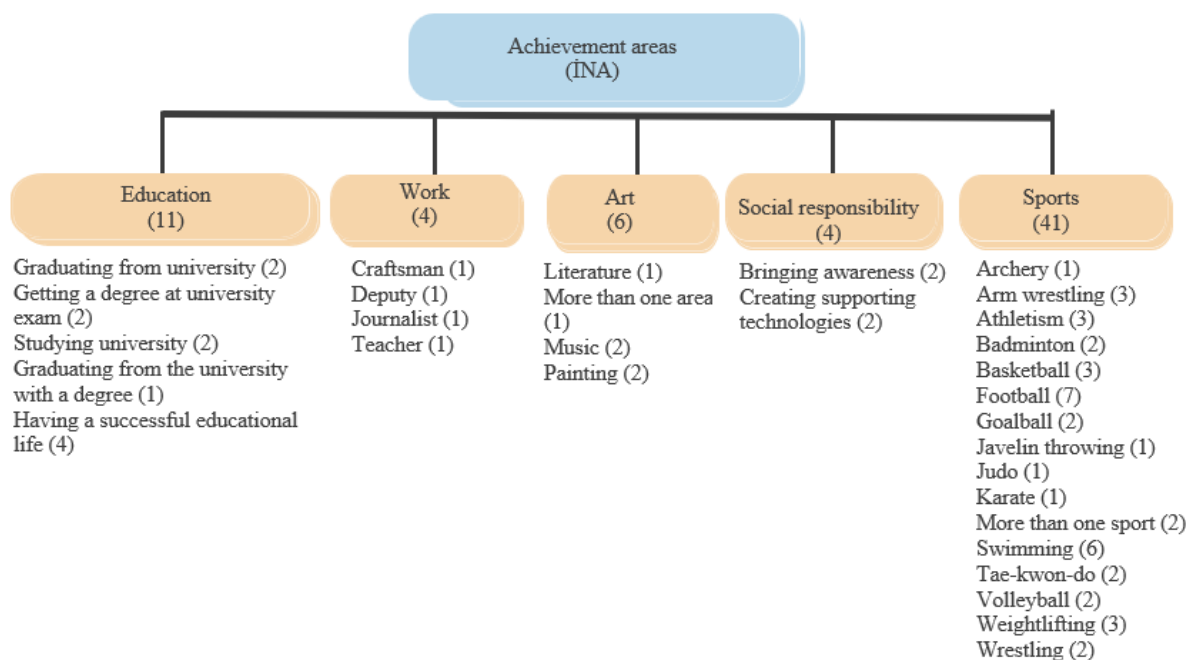 Achievement areas
(İNA)
Education
(11)
Graduating from university (2)
Getting a degree at university
exam (2)
Studying university (2)
Graduating from the university
with a degree (1)
Having a successful educational
life (4)
Work
(4)
Craftsman (1)
Deputy (1)
Journalist (1)
Teacher (1)
Art
(6)
Literature (1)
More than one area
(1)
Music (2)
Painting (2)
Social responsibility
(4)
Bringing awareness (2)
Creating supporting
technologies (2)
Sports
(41)
Archery (1)
Arm wrestling (3)
Athletism (3)
Badminton (2)
Basketball (3)
Football (7)
Goalball (2)
Javelin throwing (1)
Judo (1)
Karate (1)
More than one sport (2)
Swimming (6)
Tae-kwon-do (2)
Volleyball (2)
Weightlifting (3)
Wrestling (2)